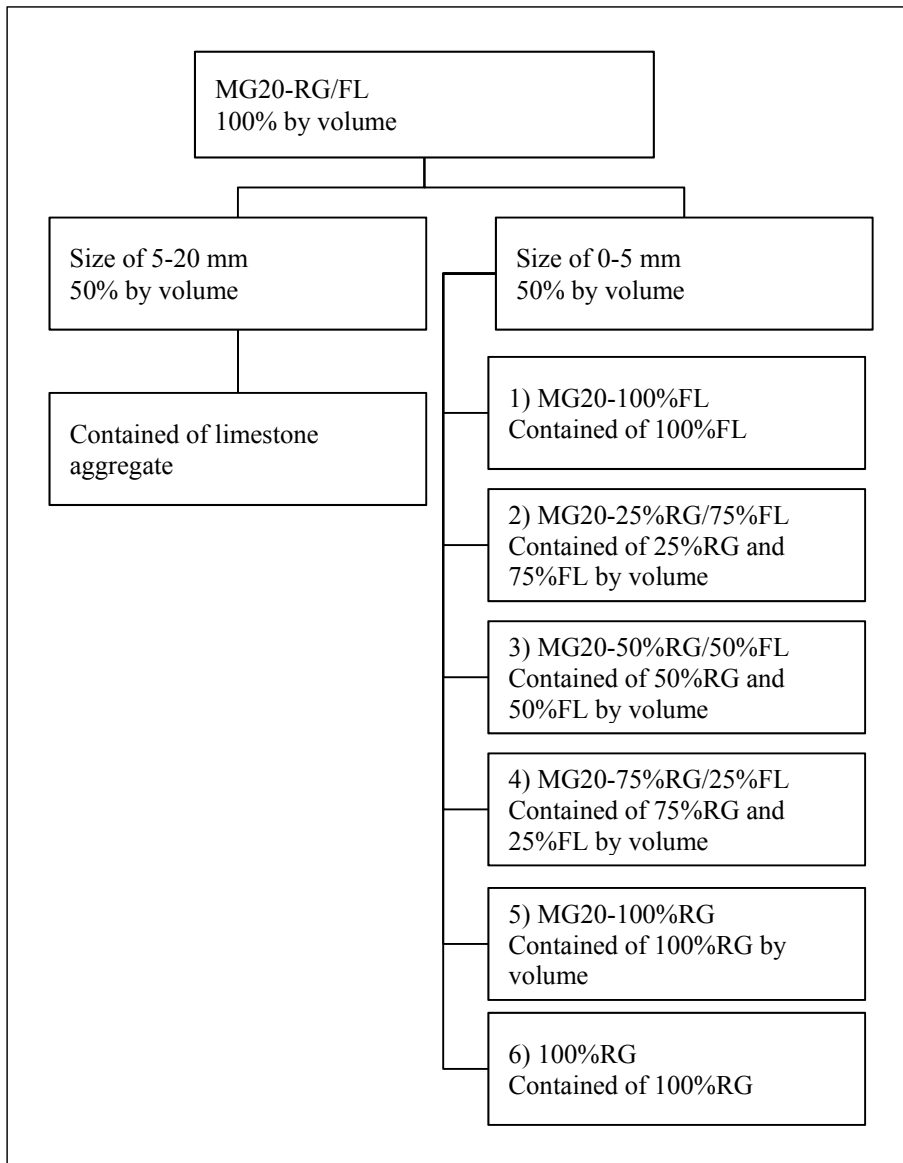 MG20-RG/FL
100% by volume
Size of 5-20 mm
50% by volume
Contained of limestone
aggregate
Size of 0-5 mm
50% by volume
1) MG20-100%FL
Contained of 100%FL
2) MG20-25%RG/75%FL
Contained of 25%RG and
75%FL by volume
3) MG20-50%RG/50%FL
Contained of 50%RG and
50%FL by volume
4) MG20-75%RG/25%FL
Contained of 75%RG and
25%FL by volume
5) MG20-100%RG
Contained of 100%RG by
volume
6) 100%RG
Contained of 100%RG